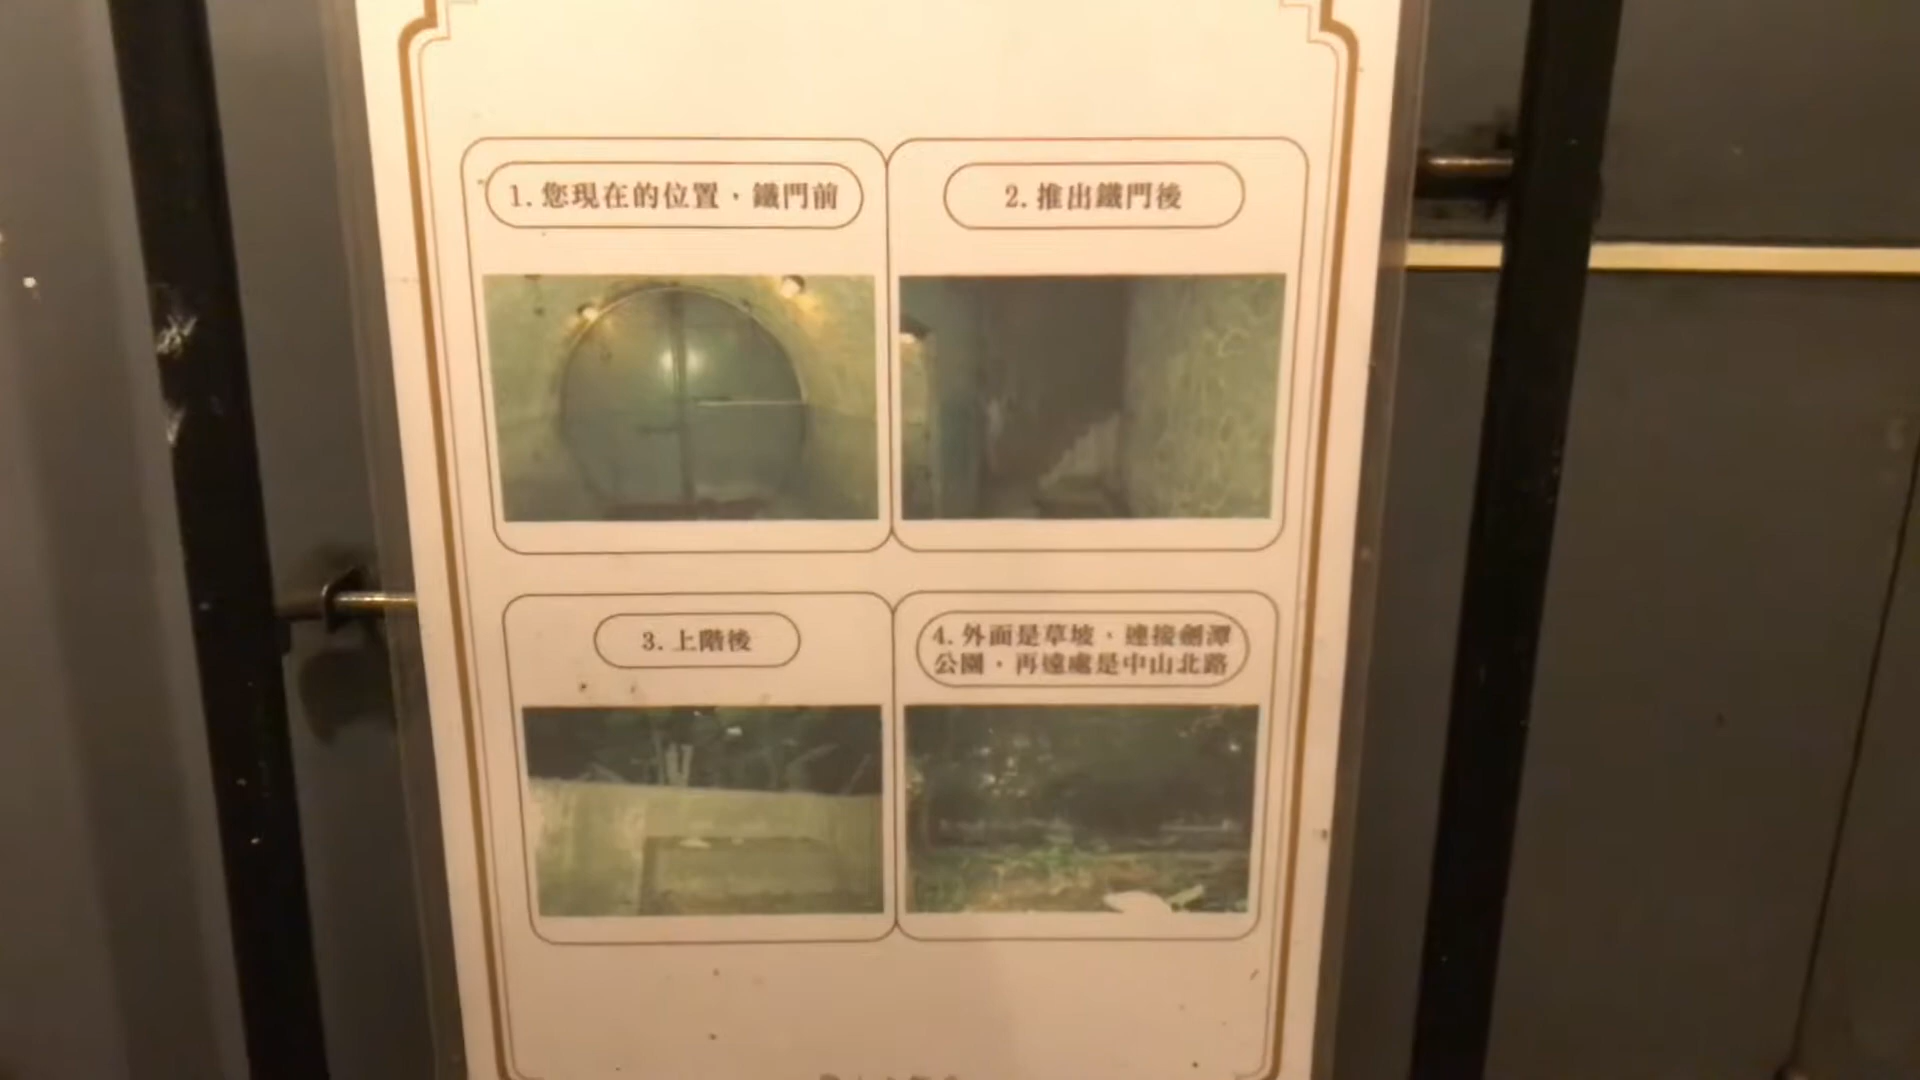 1.您現在的位置，鐵門前
2.推出鐵門後
3.上階後
4.外面是草坡，連接劍潭
公園，再遠處是中山北路